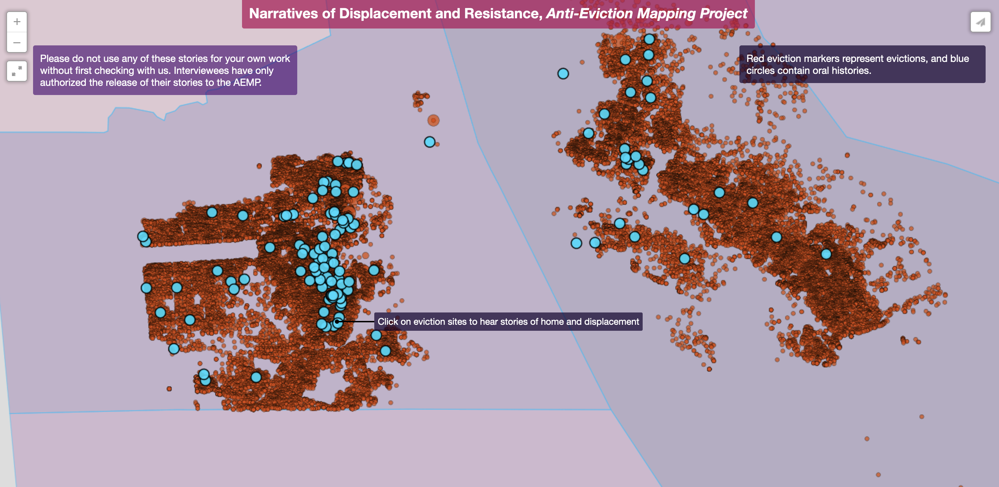 Narratives of Displacement and Resistance, Anti-Eviction Mapping Project
Please do not use any of these stories for your own work
without first checking with us. Interviewees have only
authorized the release of their stories to the AEMP.
Red eviction markers represent evictions, and blue
circles contain oral histories.
Click on eviction sites to hear stories of home and displacement